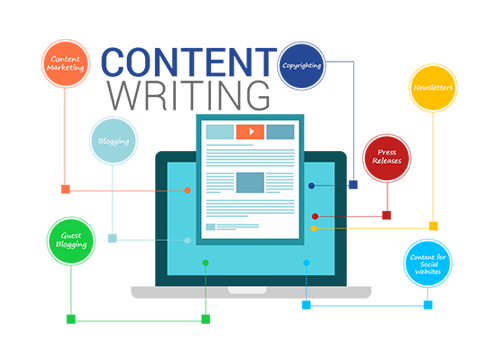 CONTENT
WRITING
Content
Marketing
Copyrighting
Newsletters
Blogging
Press
Releases
Guest
Blogging
Content for
Social
Websites